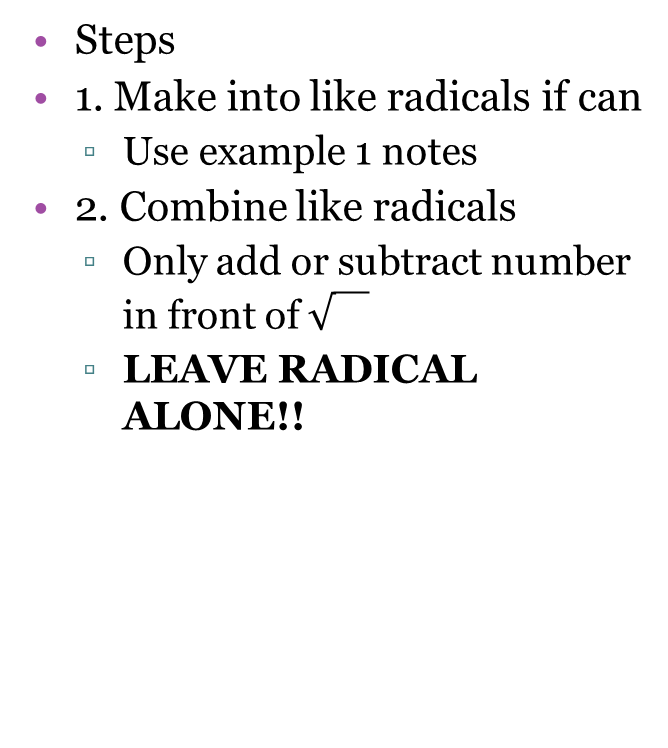 • Steps
• 1. Make into like radicals if can
▫ Use example 1 notes
• 2. Combine like radicals
▫ Only add or subtract number
in front of √
▫ LEAVE RADICAL
ALONE!!